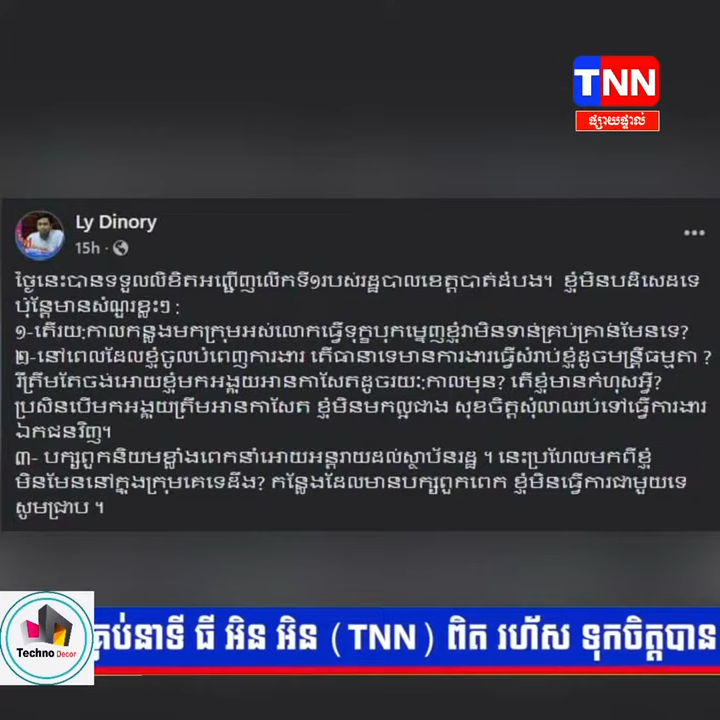 TNN
ផ្សាយផ្ទាល់
Ly Dinory
15h ·
ថ្ងៃនេះបានទទួលលិខិតអញ្ជើញលើកទី១របស់រដ្ឋបាលខេត្តបាត់ដំបង។ ខ្ញុំមិនបដិសេដទេ
ប៉ុន្តែមានសំណួរខ្លះៗ :
១-តើរយ:កាលកន្លងមកក្រុមអស់លោកធ្វើទុក្ខបុកម្នេញខ្ញុំវាមិនទាន់គ្រប់គ្រាន់មែនទេ?
២-នៅពេលដែលខ្ញុំចូលបំពេញការងារ តើធានាទេមានការងារធ្វើសំរាប់ខ្ញុំដូចមន្ត្រីធម្មតា ?
រឺត្រឹមតែចង់អោយខ្ញុំមកអង្គុយអានកាសែតដូចរយៈ:កាលមុន? តើខ្ញុំមានកំហុសអ្វី?
ប្រសិនបើមកអង្គុយត្រឹមអានកាសែត ខ្ញុំមិនមកល្អជាង សុខចិត្តសុំលាឈប់ទៅធ្វើការងារ
ឯកជនវិញ។
៣- បក្សពួកនិយមខ្លាំងពេកនាំអោយអន្តរាយដល់ស្ថាប័នរដ្ឋ ។ នេះប្រហែលមកពីខ្ញុំ
មិនមែននៅក្នុងក្រុមគេទេដឹង? កន្លែងដែលមានបក្សពួកពេក ខ្ញុំមិនធ្វើការជាមួយទេ
សូមជ្រាប ។
គ្រប់នាទី ធី អិន អិន ( TNN ) ពិត រហ័ស ទុកចិត្តបាន
Techno Decor